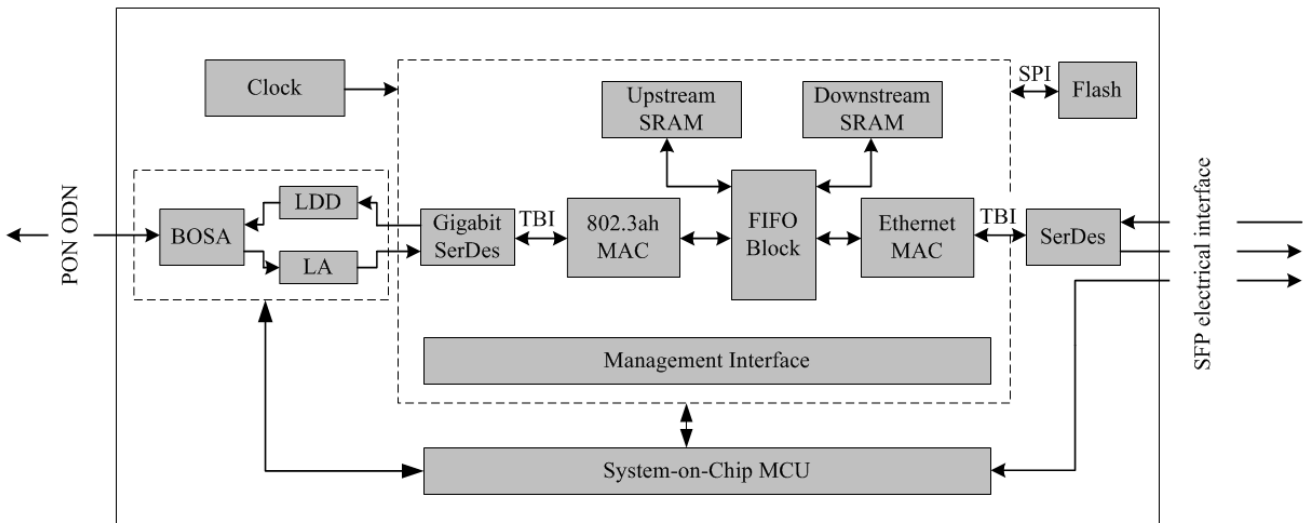 Clock
Upstream
SRAM
Downstream
SRAM
SPI
Flash
PON ODN
BOSA
LDD
LA
Gigabit
SerDes
TBI
802.3ah
MAC
FIFO
Block
Ethernet
MAC
TBI
SerDes
SFP electrical interface
Management Interface
System-on-Chip MCU